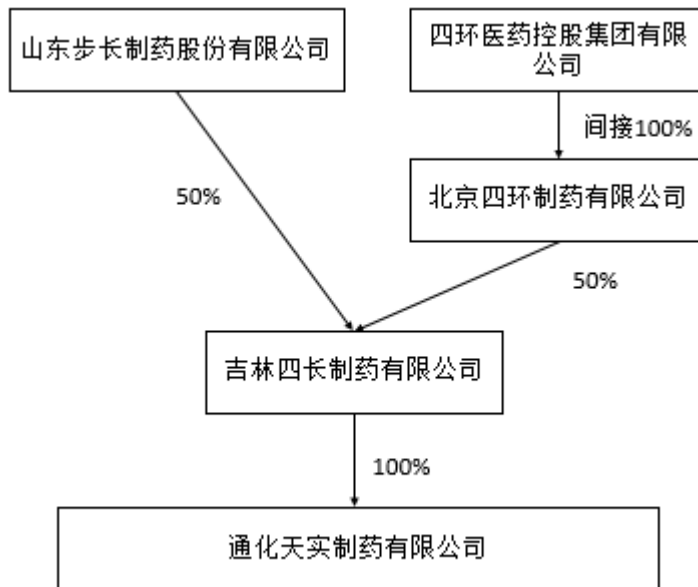 山东步长制药股份有限公司
四环医药控股集团有限
公司
间接100%
50%
北京四环制药有限公司
50%
吉林四长制药有限公司
100%
通化天实制药有限公司